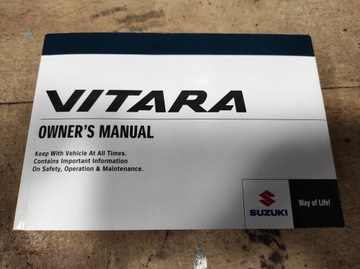 VITARA
OWNER'S MANUAL
Keep With Vehicle At All Times.
Contains Important Information
On Safety, Operation & Maintenance.
SUZUKI
Way of Life!